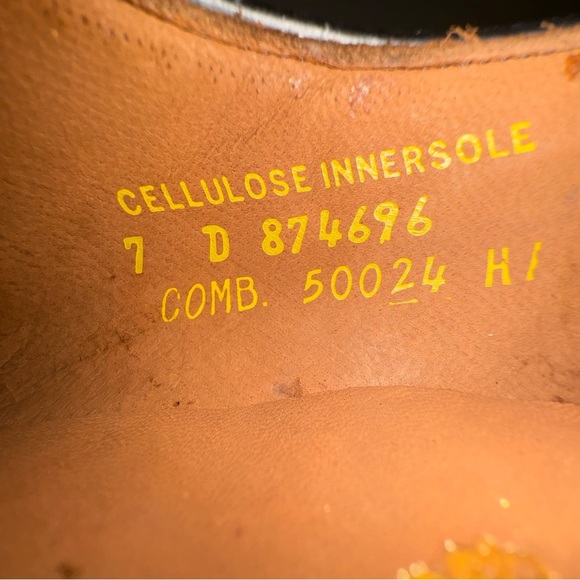 CELLULOSE INNERSOLE
7 D 874696
COMB. 50024 H/